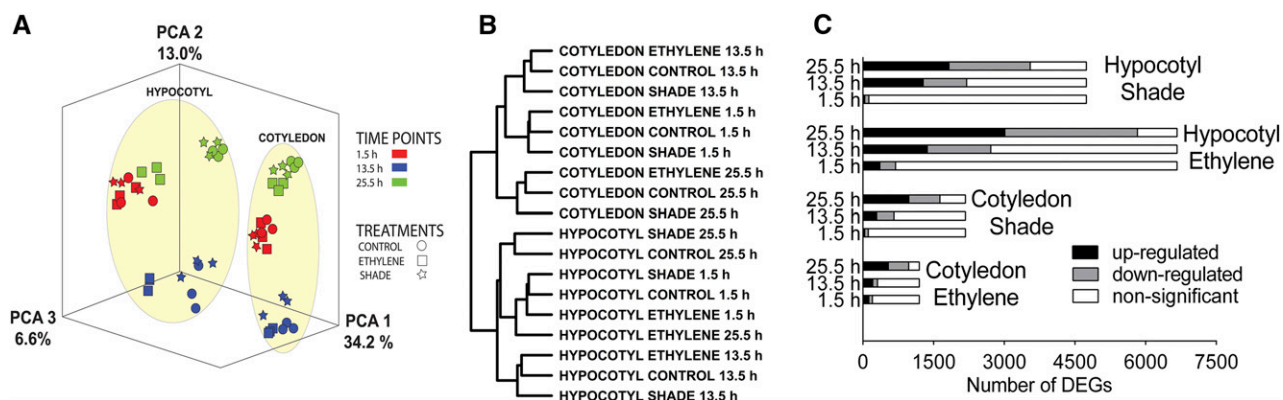 A
PCA 2
13.0%
HYPOCOTYL
COTYLEDON
PCA 3
6.6%
PCA 1
34.2 %
TIME POINTS
1.5 h
13.5 h
25.5 h
TREATMENTS
CONTROL
ETHYLENE
SHADE
B
COTYLEDON ETHYLENE 13.5 h
COTYLEDON CONTROL 13.5 h
COTYLEDON SHADE 13.5 h
COTYLEDON ETHYLENE 1.5 h
COTYLEDON CONTROL 1.5 h
COTYLEDON SHADE 1.5 h
COTYLEDON ETHYLENE 25.5 h
COTYLEDON CONTROL 25.5 h
COTYLEDON SHADE 25.5 h
HYPOCOTYL SHADE 25.5 h
HYPOCOTYL CONTROL 25.5 h
HYPOCOTYL SHADE 1.5 h
HYPOCOTYL CONTROL 1.5 h
HYPOCOTYL ETHYLENE 1.5 h
HYPOCOTYL ETHYLENE 25.5 h
HYPOCOTYL ETHYLENE 13.5 h
HYPOCOTYL CONTROL 13.5 h
HYPOCOTYL SHADE 13.5 h
C
25.5 h
13.5 h
1.5 h
Hypocotyl
Shade
25.5 h
13.5 h
1.5 h
Hypocotyl
Ethylene
25.5 h
13.5 h
1.5 h
Cotyledon
Shade
25.5 h
13.5 h
1.5 h
Cotyledon
Ethylene
up-regulated
down-regulated
non-significant
0 1500 3000 4500 6000 7500
Number of DEGs